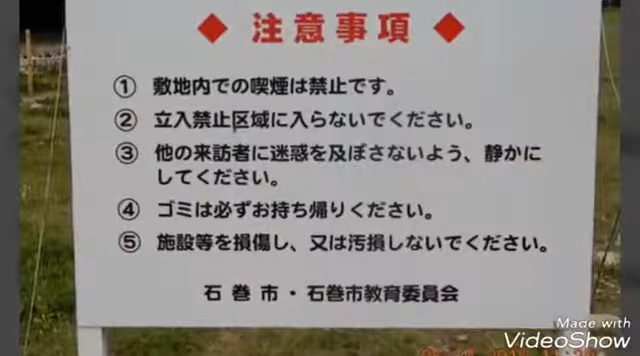 ◆ 注意事項 ◆
① 敷地内での喫煙は禁止です。
② 立入禁止区域に入らないでください。
③ 他の来訪者に迷惑を及ぼさないよう、静かに
してください。
④ ゴミは必ずお持ち帰りください。
⑤ 施設等を損傷し、又は汚損しないでください。
石巻市・石巻市教育委員会
Made with
VideoShow